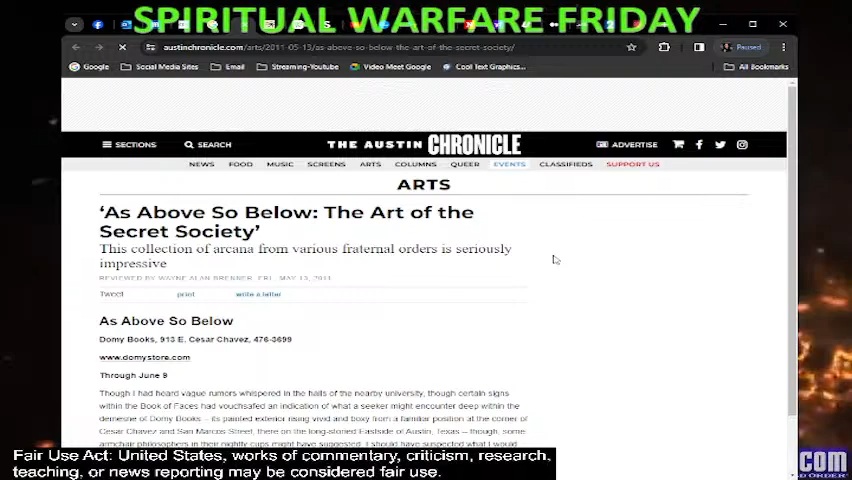 SPIRITUAL WARFARE FRIDAY
austinchronicle.com/arts/2011-05-13/as-above-so-below-the-art-of-the-secret-society/
Paused
Google Social Media Sites Email Streaming-Youtube Video Meet Google Cool Text Graphics... All Bookmarks
SECTIONS SEARCH THE AUSTIN CHRONICLE ADVERTISE
NEWS FOOD MUSIC SCREENS ARTS COLUMNS QUEER EVENTS CLASSIFIEDS SUPPORT US
ARTS
‘As Above So Below: The Art of the
Secret Society’
This collection of arcana from various fraternal orders is seriously
impressive
REVIEWED BY WAYNE ALAN BRENNER, FRI., MAY 13, 2011
Tweet print write a letter
As Above So Below
Domy Books, 913 E. Cesar Chavez, 476-3699
www.domystore.com
Through June 9
Though I had heard vague rumors whispered in the halls of the nearby university, though certain signs
within the Book of Faces had vouchsafed an indication of what a seeker might encounter deep within the
demesne of Domy Books – its painted exterior rising vivid and boxy from a familiar position at the corner of
Cesar Chavez and San Marcos Street, there on the long-storied Eastside of Austin, Texas – though, some
armchair philosophers in their nightly cups might have suggested, I should have suspected what I would
Fair Use Act: United States, works of commentary, criticism, research,
teaching, or news reporting may be considered fair use.
COM